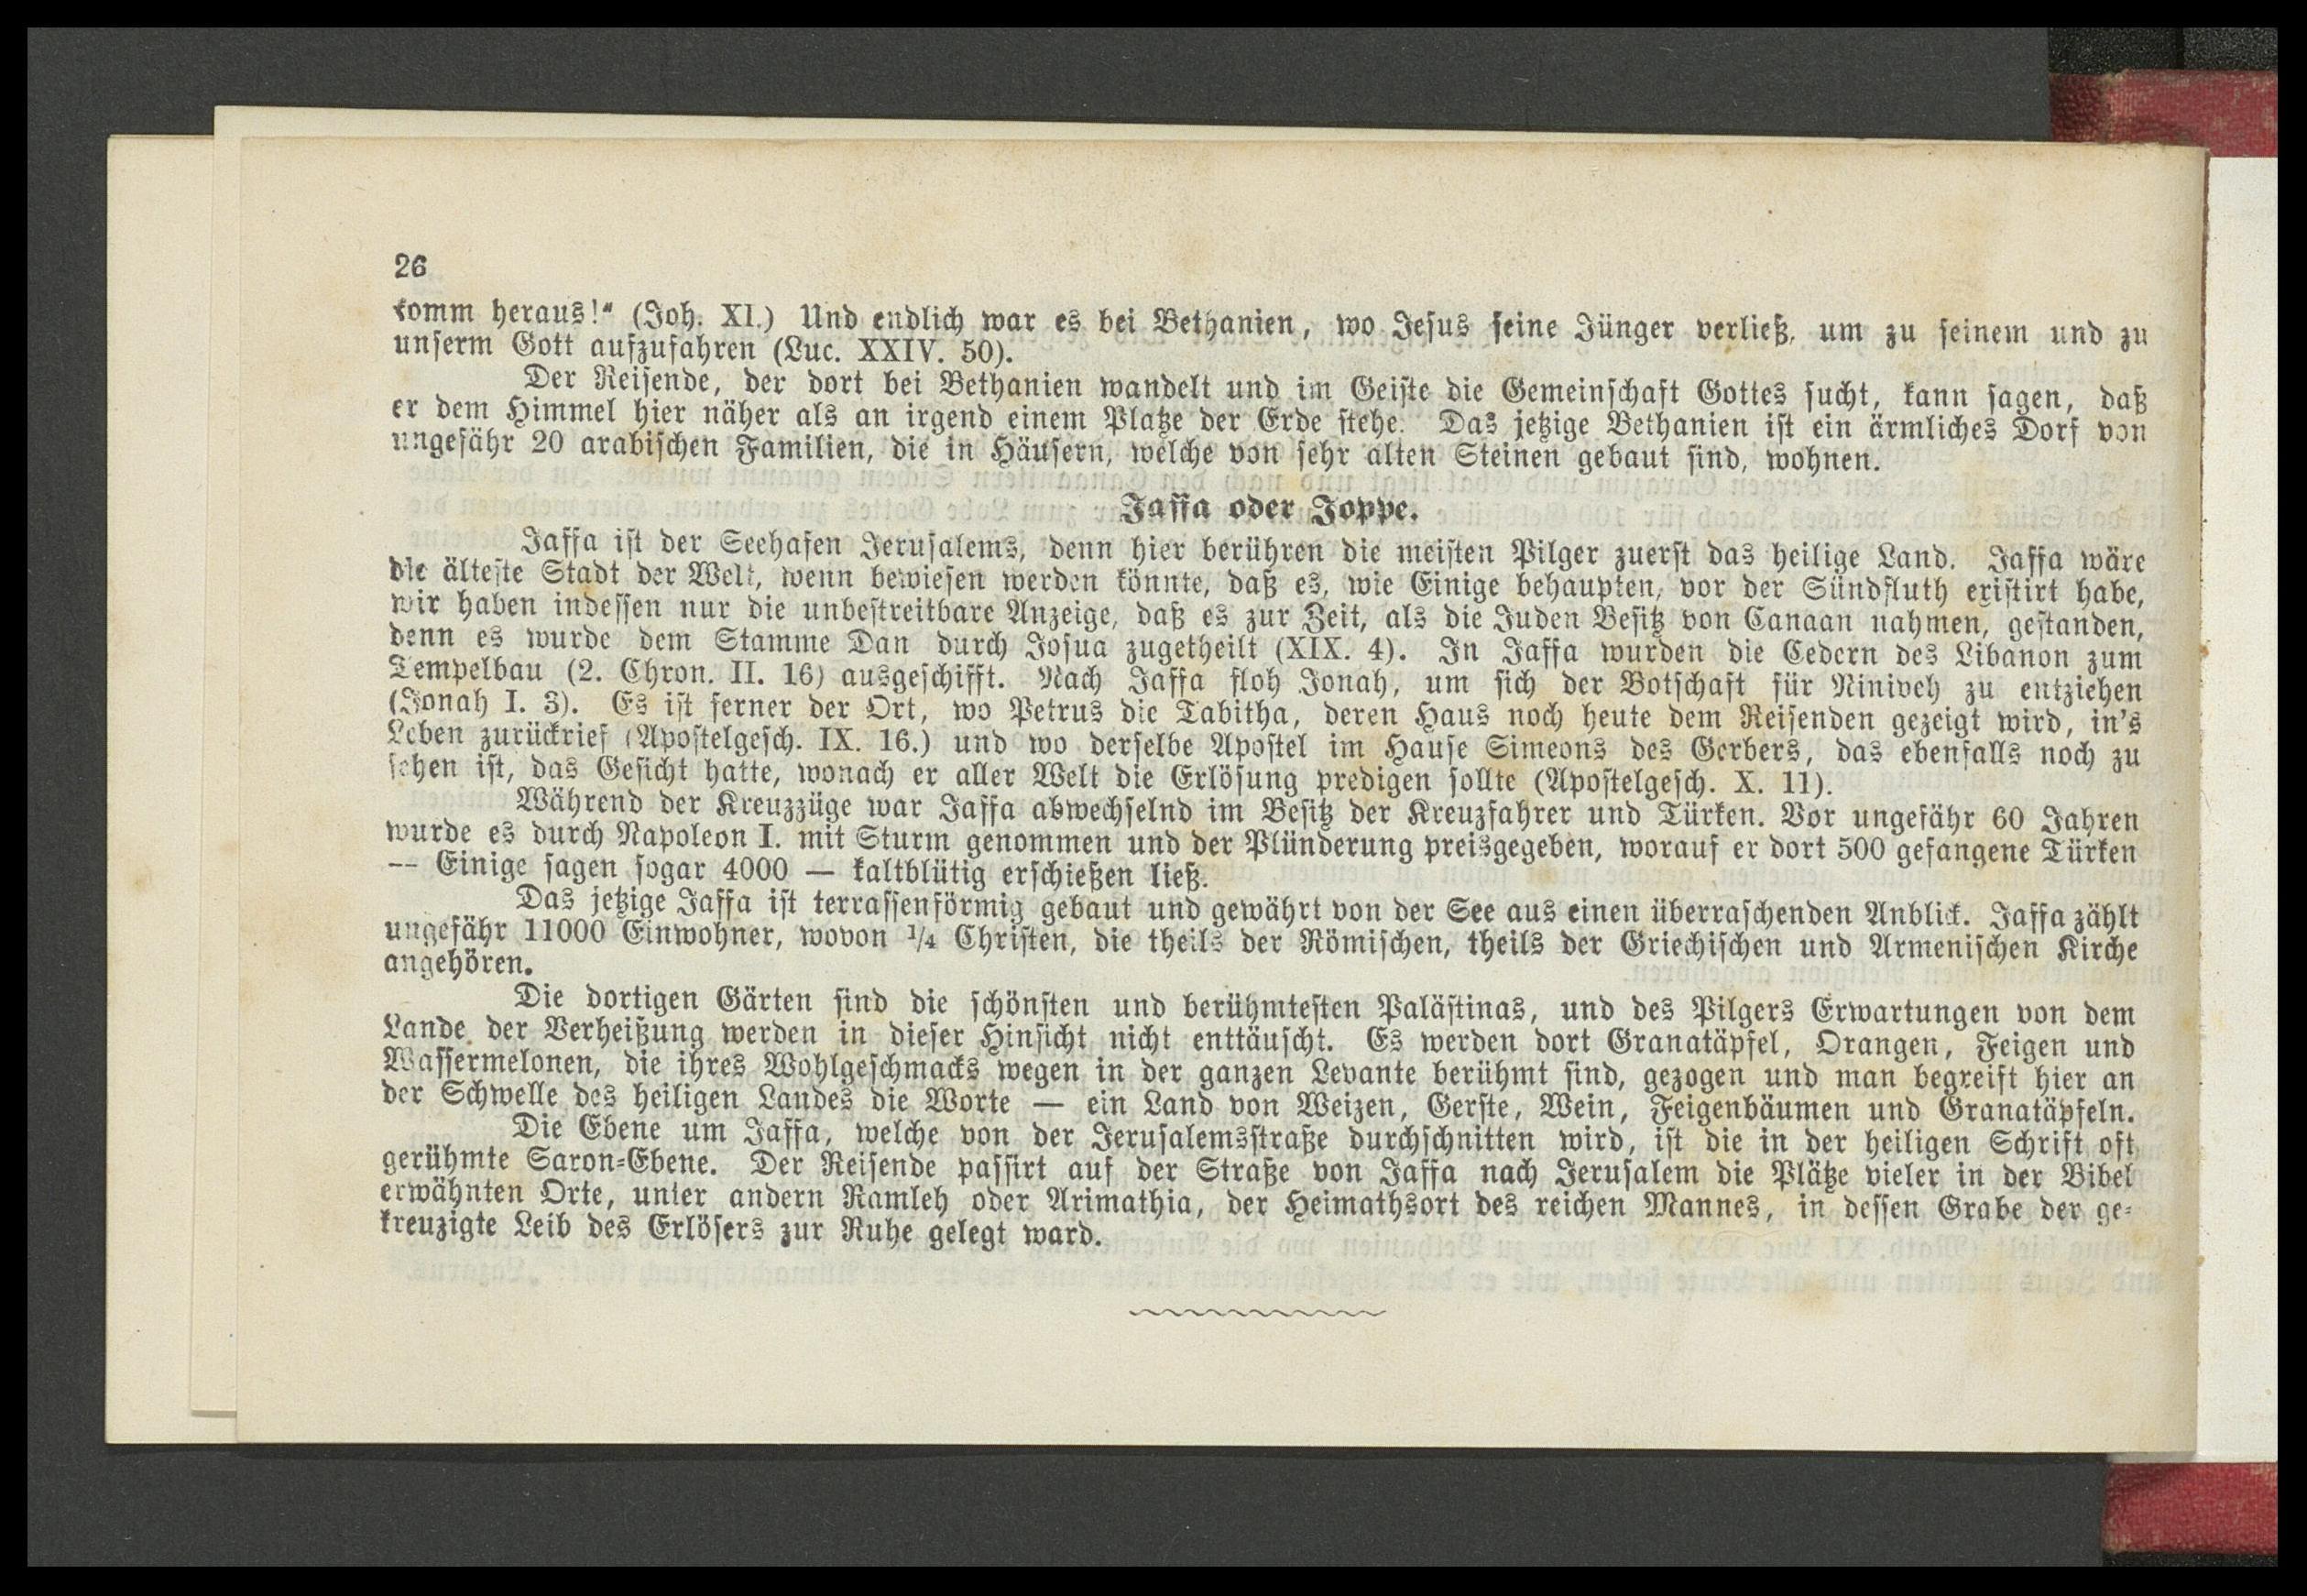 26
komm heraus!“ (Joh. XI.) Und endlich war es bei Bethanien, wo Jesus seine Jünger verließ, um zu seinem und zu
unserm Gott aufzufahren (Luc. XXIV. 50).
Der Reisende, der dort bei Bethanien wandelt und im Geiste die Gemeinschaft Gottes sucht, kann sagen, daß
er dem Himmel hier näher als an irgend einem Platze der Erde stehe. Das jetzige Bethanien ist ein ärmliches Dorf von
ungefähr 20 arabischen Familien, die in Häusern, welche von sehr alten Steinen gebaut sind, wohnen.
Jaffa oder Joppe.
Jaffa ist der Seehafen Jerusalems, denn hier berühren die meisten Pilger zuerst das heilige Land. Jaffa wäre
die älteste Stadt der Welt, wenn bewiesen werden könnte, daß es, wie Einige behaupten, vor der Sündfluth existirt habe,
wir haben indessen nur die unbestreitbare Anzeige, daß es zur Zeit, als die Juden Besitz von Canaan nahmen, gestanden,
denn es wurde dem Stamme Dan durch Josua zugetheilt (XIX. 4). In Jaffa wurden die Cedern des Libanon zum
Tempelbau (2. Chron. II. 16) ausgeschifft. Nach Jaffa floh Jonah, um sich der Botschaft für Niniveh zu entziehen
(Jonah I. 3). Es ist ferner der Ort, wo Petrus die Tabitha, deren Haus noch heute dem Reisenden gezeigt wird, in's
Leben zurückrief (Apostelgesch. IX. 16.) und wo derselbe Apostel im Hause Simeons des Gerbers, das ebenfalls noch zu
sehen ist, das Gesicht hatte, wonach er aller Welt die Erlösung predigen sollte (Apostelgesch. X. 11).
Während der Kreuzzüge war Jaffa abwechselnd im Besitz der Kreuzfahrer und Türken. Vor ungefähr 60 Jahren
wurde es durch Napoleon I. mit Sturm genommen und der Plünderung preisgegeben, worauf er dort 500 gefangene Türken
— Einige sagen sogar 4000 — kaltblütig erschießen ließ.
Das jetzige Jaffa ist terrassenförmig gebaut und gewährt von der See aus einen überraschenden Anblick. Jaffa zählt
ungefähr 11000 Einwohner, wovon 1/4 Christen, die theils der Römischen, theils der Griechischen und Armenischen Kirche
angehören.
Die dortigen Gärten sind die schönsten und berühmtesten Palästinas, und des Pilgers Erwartungen von dem
Lande der Verheißung werden in dieser Hinsicht nicht enttäuscht. Es werden dort Granatäpfel, Orangen, Feigen und
Wassermelonen, die ihres Wohlgeschmacks wegen in der ganzen Levante berühmt sind, gezogen und man begreift hier an
der Schwelle des heiligen Landes die Worte — ein Land von Weizen, Gerste, Wein, Feigenbäumen und Granatäpfeln.
Die Ebene um Jaffa, welche von der Jerusalemsstraße durchschnitten wird, ist die in der heiligen Schrift oft
gerühmte Saron-Ebene. Der Reisende passirt auf der Straße von Jaffa nach Jerusalem die Plätze vieler in der Bibel
erwähnten Orte, unter andern Ramleh oder Arimathia, der Heimathsort des reichen Mannes, in dessen Grabe der ge-
kreuzigte Leib des Erlösers zur Ruhe gelegt ward.